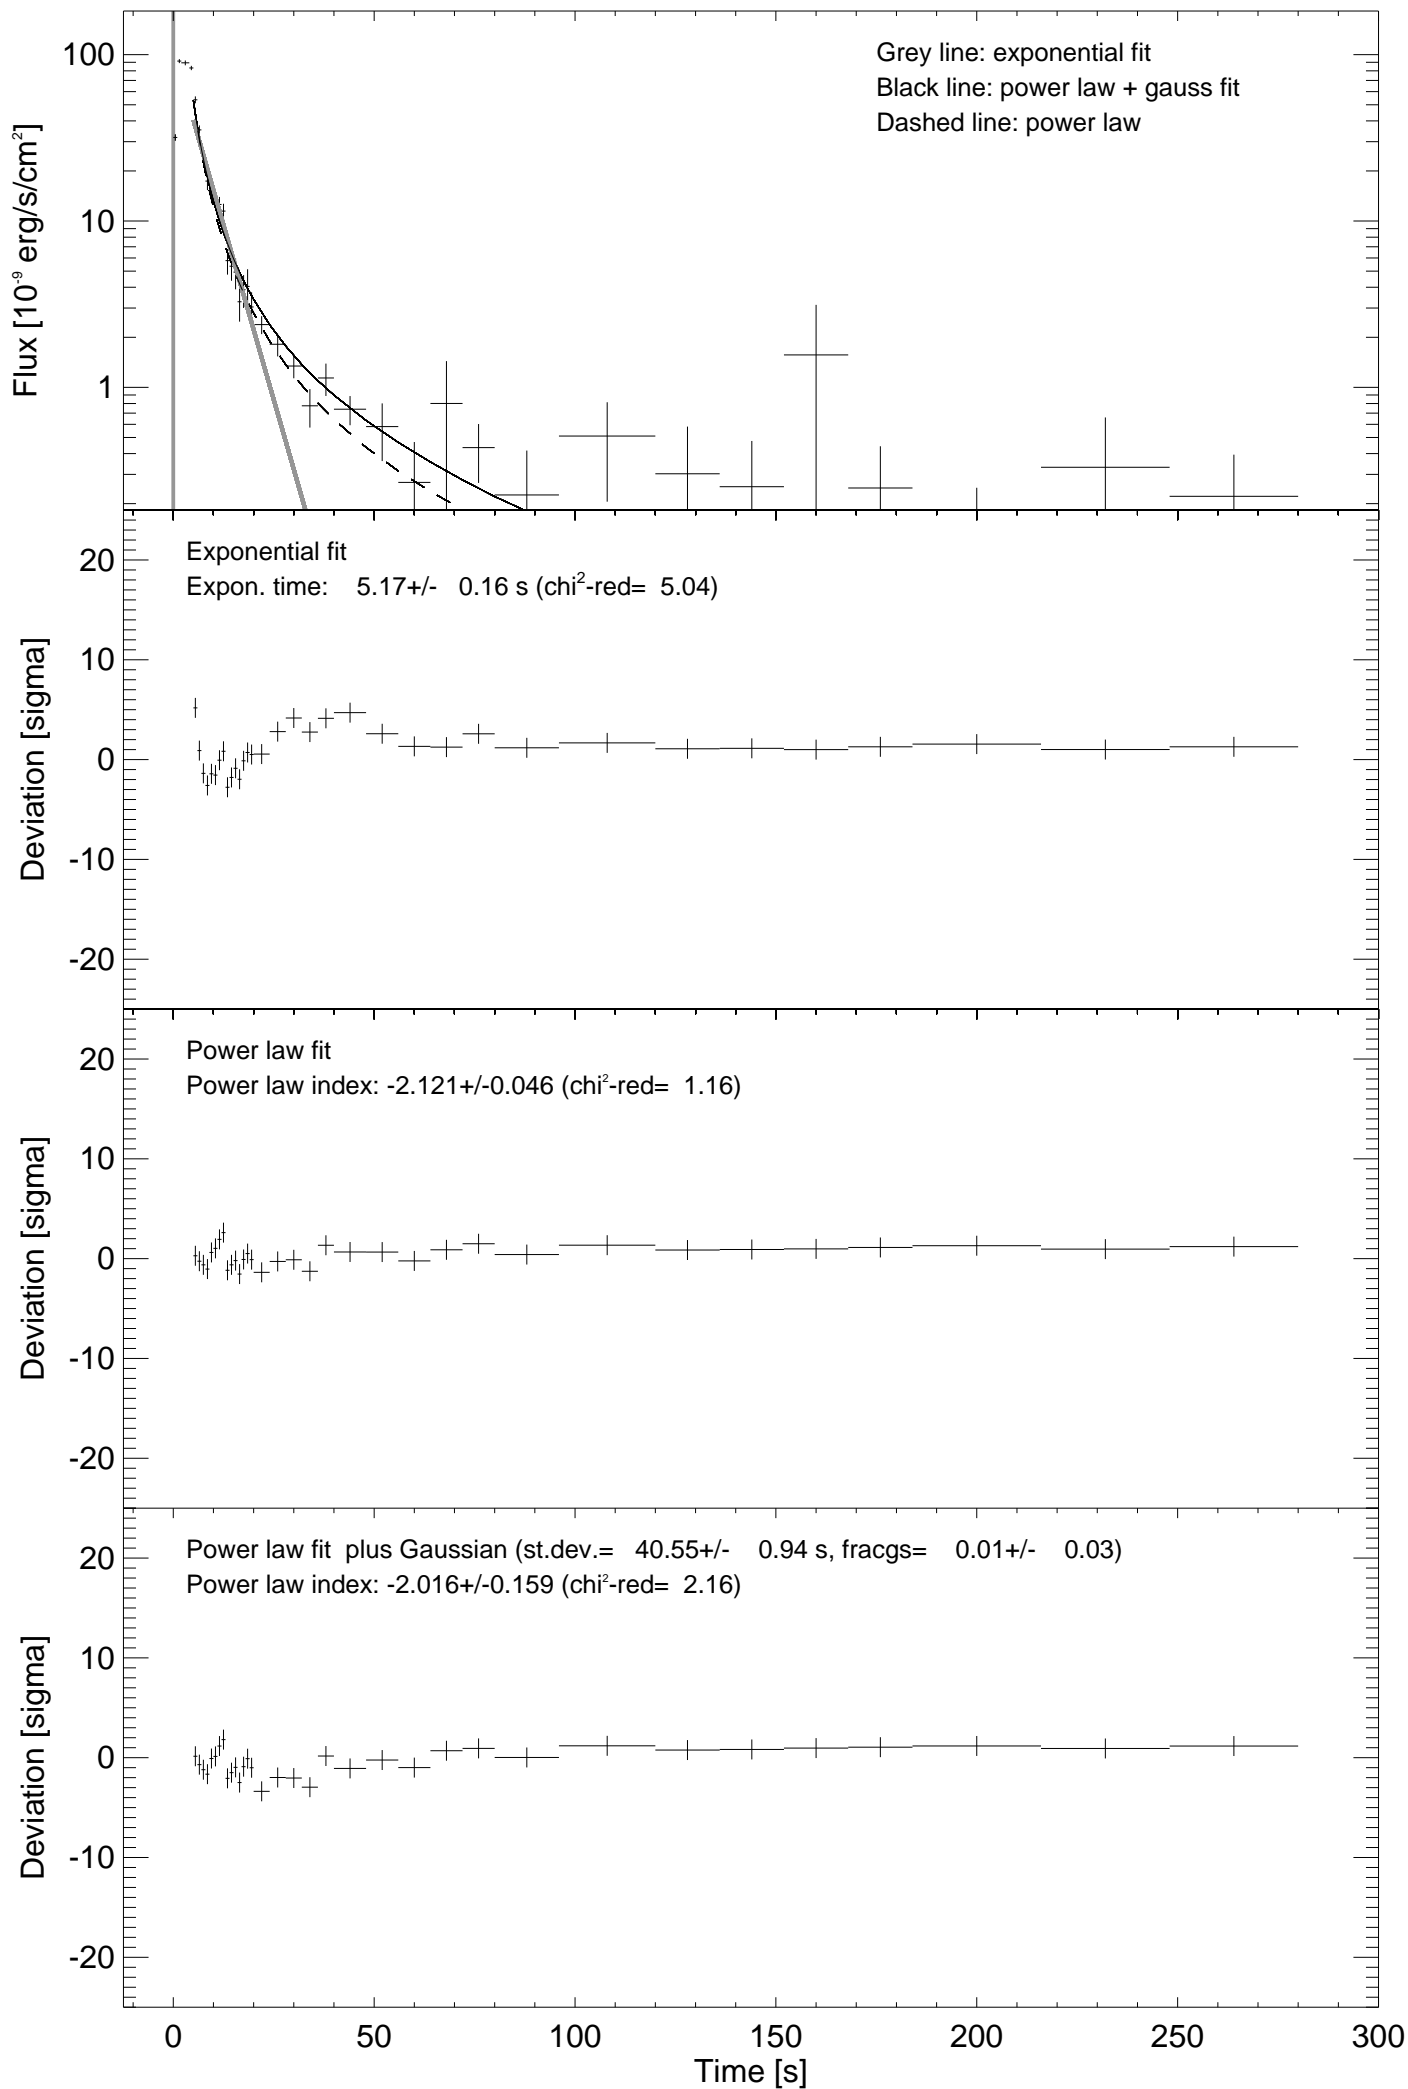 100
10
1
Flux [10⁻⁹ erg/s/cm²]
Grey line: exponential fit
Black line: power law + gauss fit
Dashed line: power law
20
10
0
-10
-20
Deviation [sigma]
Exponential fit
Expon. time: 5.17+/- 0.16 s (chi²-red= 5.04)
20
10
0
-10
-20
Deviation [sigma]
Power law fit
Power law index: -2.121+/-0.046 (chi²-red= 1.16)
20
10
0
-10
-20
Deviation [sigma]
Power law fit plus Gaussian (st.dev.= 40.55+/- 0.94 s, fracgs= 0.01+/- 0.03)
Power law index: -2.016+/-0.159 (chi²-red= 2.16)
0 50 100 150 200 250 300
Time [s]